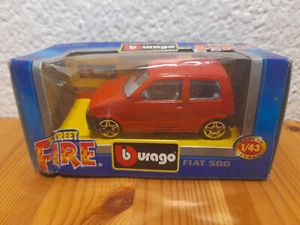 burago
STREET
FIRE
burago
1/43
FIAT 500